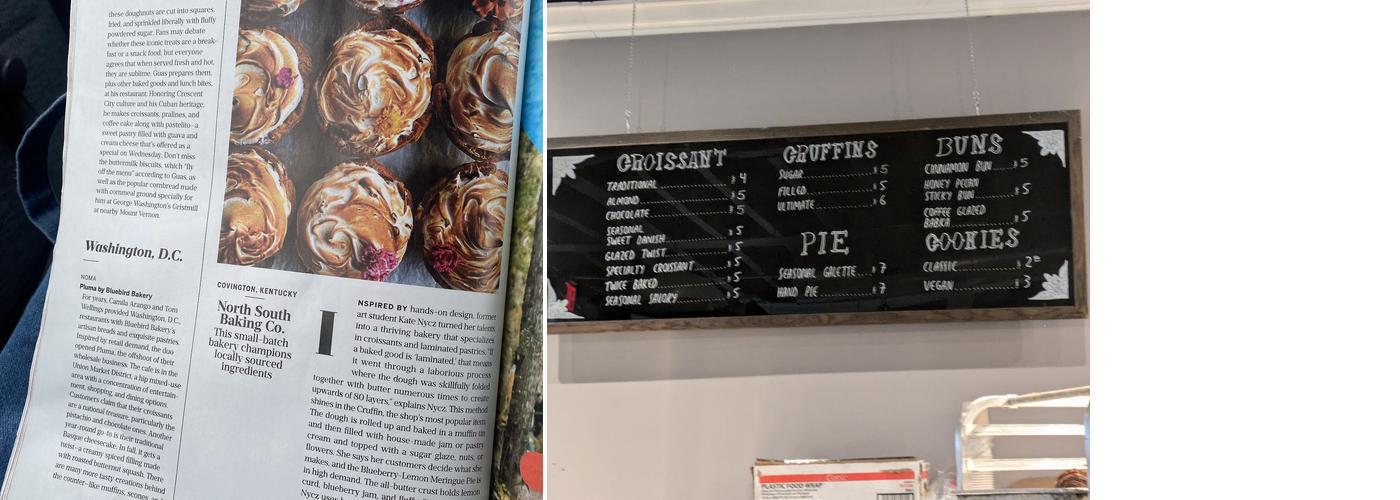 these doughnuts are cut into squares,
fried, and sprinkled liberally with fluffy
powdered sugar. Fans may debate
whether these iconic treats are a break-
fast or a snack food, but everyone
agrees that when served fresh and hot,
they are sublime. Guas prepares them,
plus other baked goods and lunch bites,
at his restaurant. Honoring Crescent
City culture and his Cuban heritage,
he makes croissants, pralines, and
coffee cake along with pastelito—a
sweet pastry filled with guava and
cream cheese that's offered as a
special on Wednesday. Don't miss
the buttermilk biscuits, which "fly
off the menu" according to Guas, as
well as the popular cornbread made
with cornmeal ground specially for
him at George Washington's Gristmill
at nearby Mount Vernon.
Washington, D.C.
NOMA
Pluma by Bluebird Bakery
For years, Camila Arango and Tom
Wellings provided Washington, D.C.,
restaurants with Bluebird Bakery's
artisan breads and exquisite pastries.
Inspired by retail demand, the duo
opened Pluma, the offshoot of their
wholesale business. The cafe is in the
Union Market District, a hip mixed-use
area with a concentration of entertain-
ment, shopping, and dining options.
Customers claim that their croissants
are a national treasure, particularly the
pistachio and chocolate ones. Another
year-round go-to is their traditional
Basque cheesecake. In fall, it gets a
twist—a creamy spiced filling made
with roasted butternut squash. There
are many more tasty creations behind
the counter–like muffins, scones,
COVINGTON, KENTUCKY
North South
Baking Co.
This small-batch
bakery champions
locally sourced
ingredients
INSPIRED BY hands-on design, former
art student Kate Nycz turned her talents
into a thriving bakery that specializes
in croissants and laminated pastries. "If
a baked good is 'laminated,' that means
it went through a laborious process
where the dough was skillfully folded
together with butter numerous times to create
upwards of 80 layers," explains Nycz. This method
shines in the Cruffin, the shop's most popular item.
The dough is rolled up and baked in a muffin tin
and then filled with house-made jam or pastry
cream and topped with a sugar glaze, nuts, or
flowers. She says her customers decide what she
makes, and the Blueberry-Lemon Meringue Pie is
in high demand. The all-butter crust holds lemon
curd, blueberry jam, and
Nycz
CROISSANT
TRADITIONAL $4
ALMOND $5
CHOCOLATE $5
SEASONAL
SWEET DANISH $5
GLAZED TWIST $5
SPECIALTY CROISSANT $5
TWICE BAKED $5
SEASONAL SAVORY $5
CRUFFINS
SUGAR $5
FILLED $5
ULTIMATE $6
PIE
SEASONAL GALETTE $7
HAND PIE $7
BUNS
CINNAMON BUN $5
HONEY PECAN
STICKY BUN $5
COFFEE GLAZED
BABKA $5
COOKIES
CLASSIC $2
VEGAN $3
PLASTIC FOOD WRAP